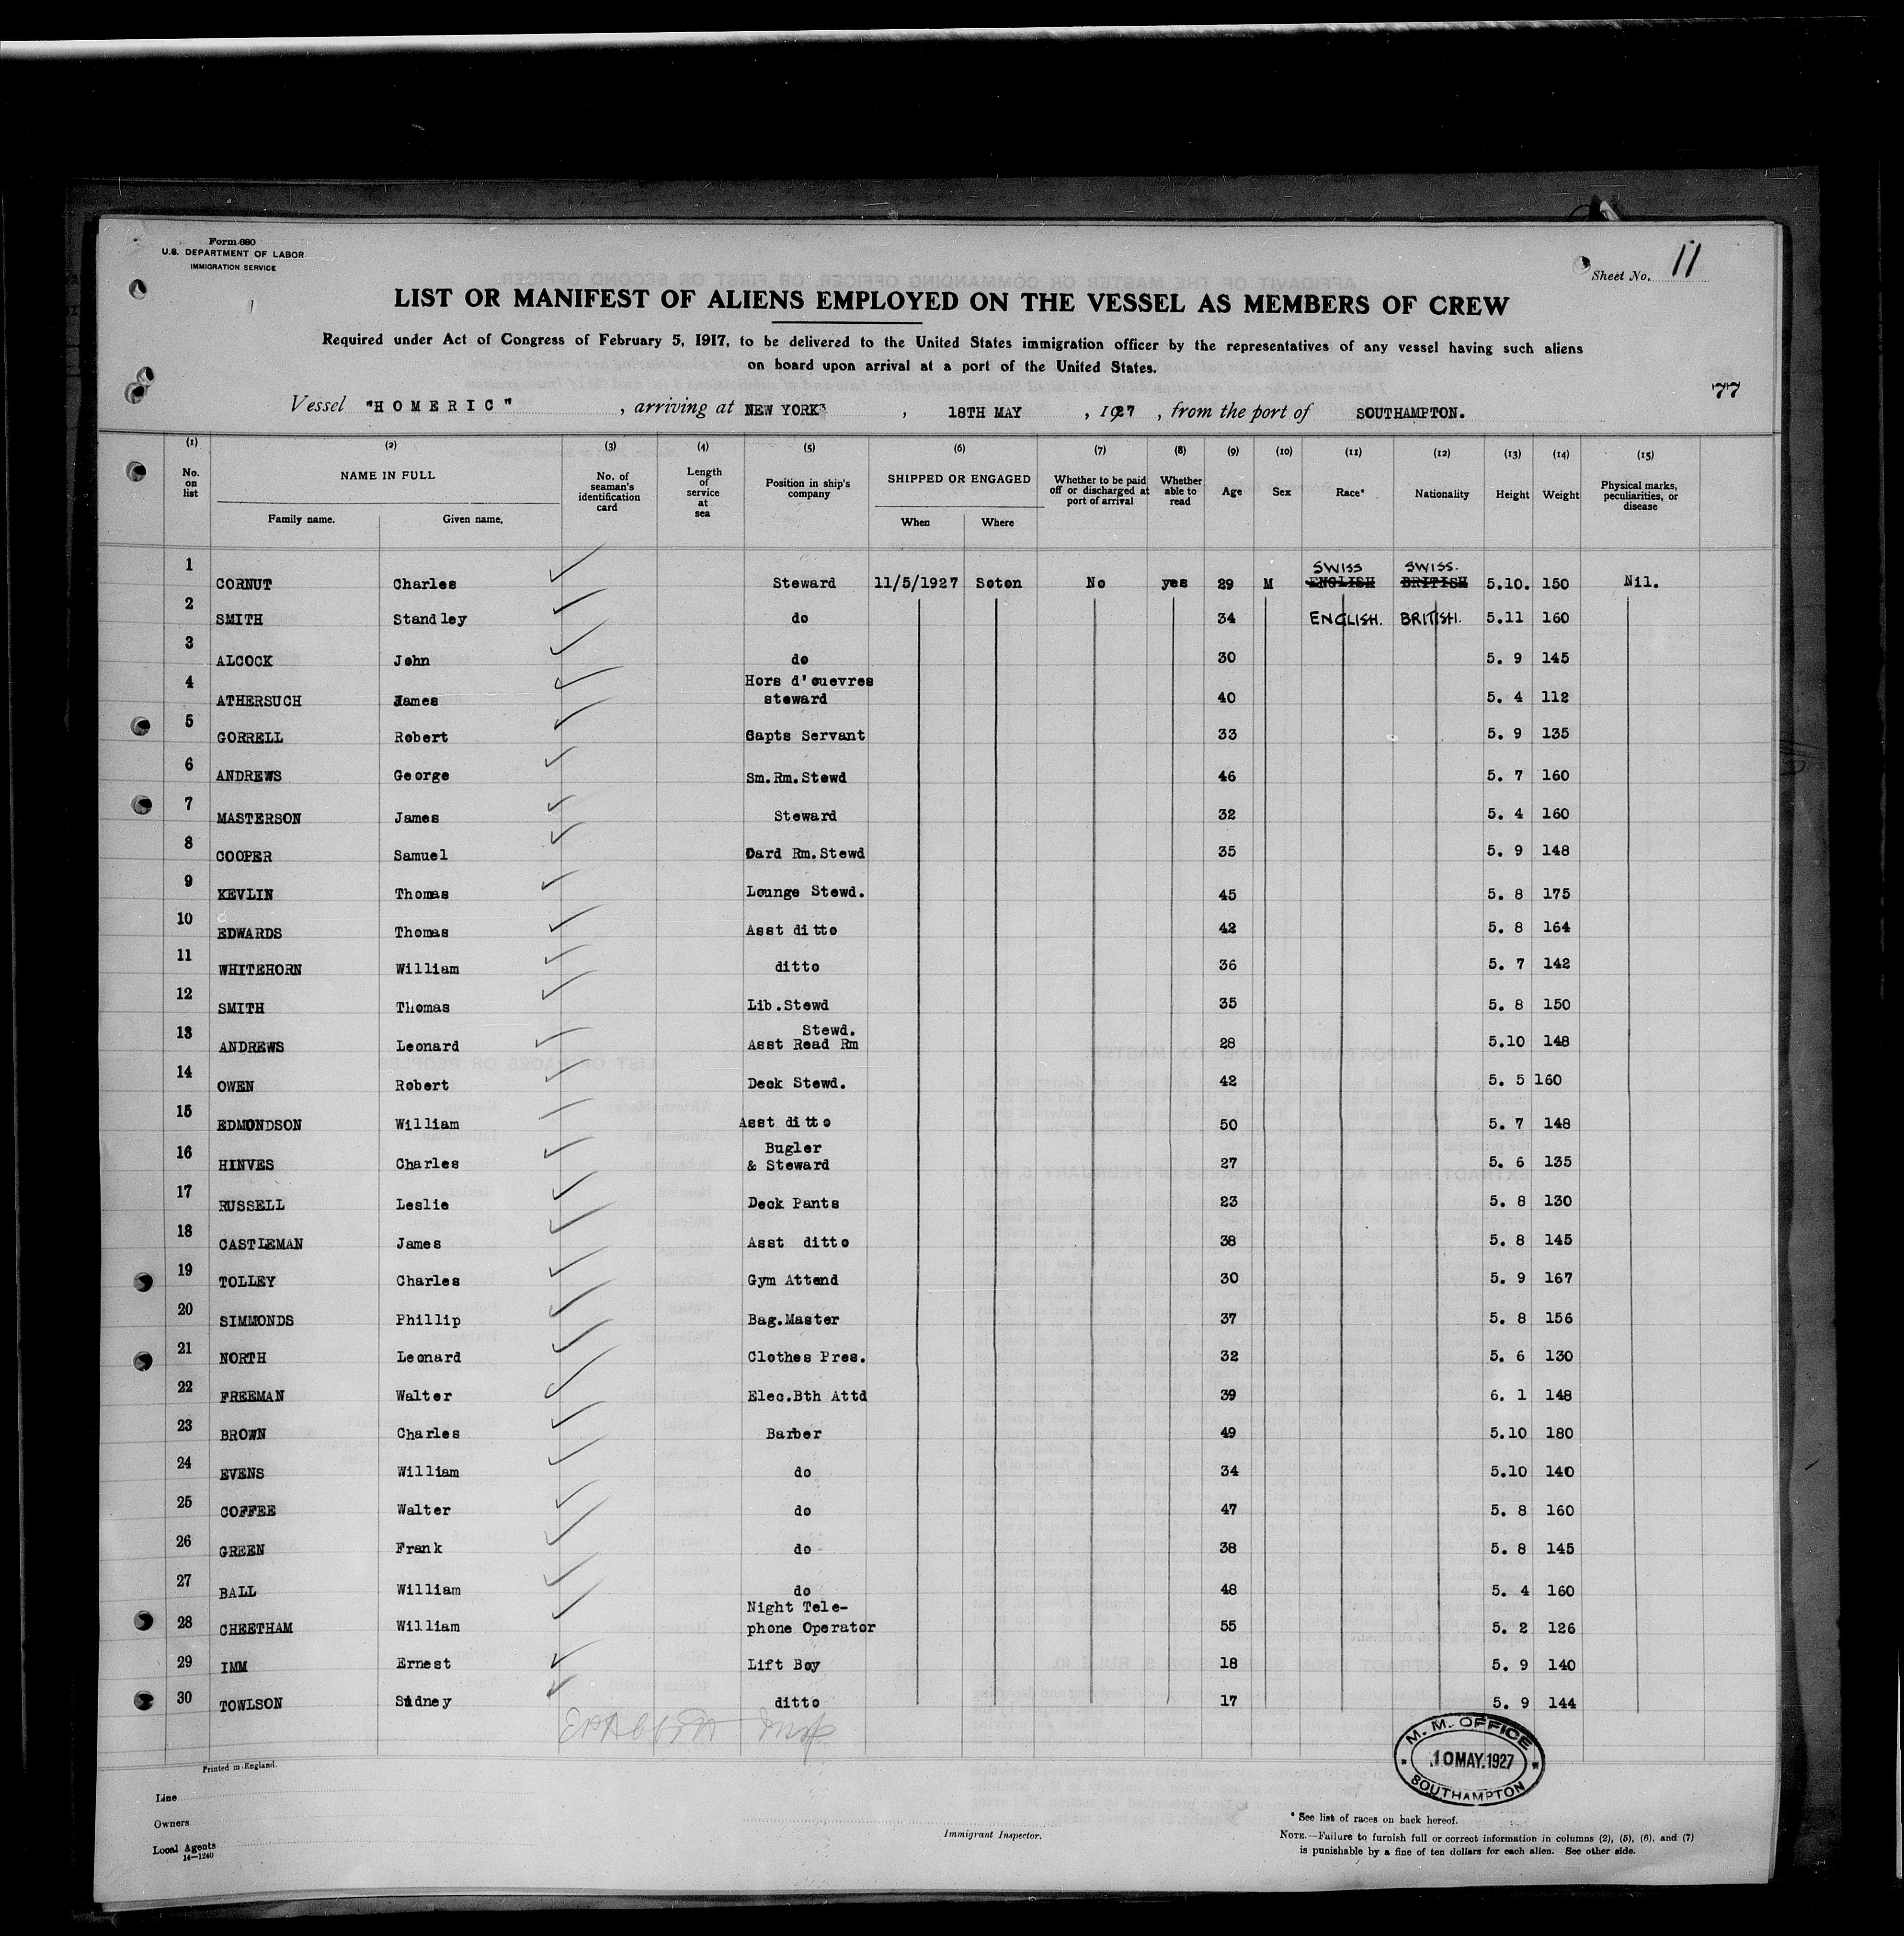 Form 680
U.S. DEPARTMENT OF LABOR
IMMIGRATION SERVICE
Sheet No. 11
LIST OR MANIFEST OF ALIENS EMPLOYED ON THE VESSEL AS MEMBERS OF CREW
Required under Act of Congress of February 5, 1917, to be delivered to the United States immigration officer by the representatives of any vessel having such aliens
on board upon arrival at a port of the United States.
77
Vessel "HOMERIC", arriving at NEW YORK, 18TH MAY, 1927, from the port of SOUTHAMPTON.
(1) (2) (3) (4) (5) (6) (7) (8) (9) (10) (11) (12) (13) (14) (15)
No. on list NAME IN FULL Family name. Given name. No. of seaman's identification card Length of service at sea Position in ship's company SHIPPED OR ENGAGED When Where Whether to be paid off or discharged at port of arrival Whether able to read Age Sex Race* Nationality Height Weight Physical marks, peculiarities, or disease
SWISS SWISS.
1 CORNUT Charles Steward 11/5/1927 Soton No yes 29 M ENGLISH BRITISH 5.10. 150 Nil.
2 SMITH Standley do 34 ENGLISH. BRITISH. 5.11 160
3 ALCOCK John do 30 5. 9 145
4 ATHERSUCH James Hors d'ouevres steward 40 5. 4 112
5 GORRELL Robert Capts Servant 33 5. 9 135
6 ANDREWS George Sm.Rm.Stewd 46 5. 7 160
7 MASTERSON James Steward 32 5. 4 160
8 COOPER Samuel Card Rm.Stewd 35 5. 9 148
9 KEVLIN Thomas Lounge Stewd. 45 5. 8 175
10 EDWARDS Thomas Asst ditto 42 5. 8 164
11 WHITEHORN William ditto 36 5. 7 142
12 SMITH Thomas Lib.Stewd 35 5. 8 150
Stewd.
13 ANDREWS Leonard Asst Read Rm 28 5.10 148
14 OWEN Robert Deck Stewd. 42 5. 5 160
15 EDMONDSON William Asst ditto 50 5. 7 148
16 HINVES Charles Bugler & Steward 27 5. 6 135
17 RUSSELL Leslie Deck Pants 23 5. 8 130
18 CASTLEMAN James Asst ditto 38 5. 8 145
19 TOLLEY Charles Gym Attend 30 5. 9 167
20 SIMMONDS Phillip Bag.Master 37 5. 8 156
21 NORTH Leonard Clothes Pres. 32 5. 6 130
22 FREEMAN Walter Elec.Bth Attd 39 6. 1 148
23 BROWN Charles Barber 49 5.10 180
24 EVENS William do 34 5.10 140
25 COFFEE Walter do 47 5. 8 160
26 GREEN Frank do 38 5. 8 145
27 BALL William do 48 5. 4 160
28 CHEETHAM William Night Tele-phone Operator 55 5. 2 126
29 IMM Ernest Lift Boy 18 5. 9 140
30 TOWLSON Sidney ditto 17 5. 9 144
M. M. OFFICE
10 MAY.1927
SOUTHAMPTON
Printed in England.
Line
Owners
Local Agents
14—1240
Immigrant Inspector.
* See list of races on back hereof.
NOTE.—Failure to furnish full or correct information in columns (2), (5), (6), and (7)
is punishable by a fine of ten dollars for each alien. See other side.